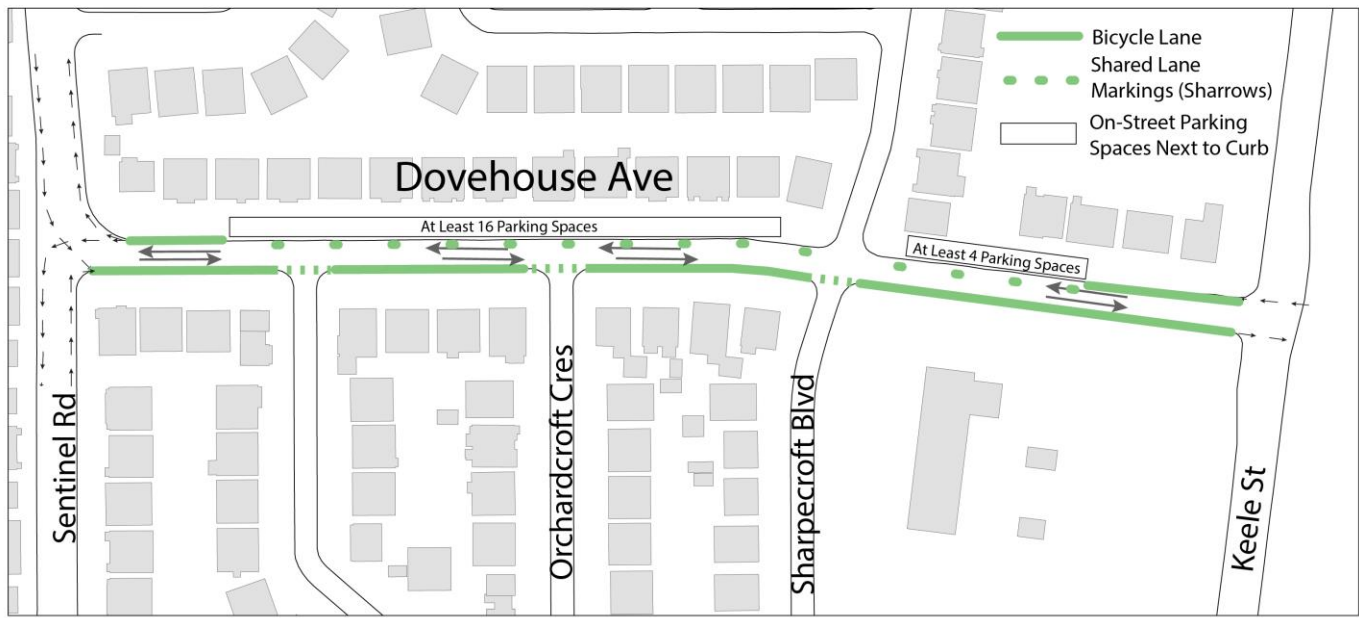 Bicycle Lane
Shared Lane
Markings (Sharrows)
On-Street Parking
Spaces Next to Curb
Dovehouse Ave
At Least 16 Parking Spaces
At Least 4 Parking Spaces
Sentinel Rd
Orchardcroft Cres
Sharpecroft Blvd
Keele St